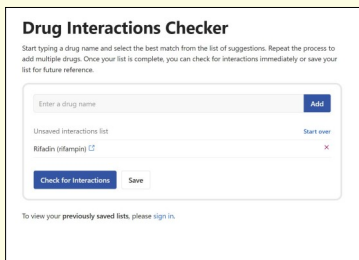 Drug Interactions Checker
Start typing a drug name and select the best match from the list of suggestions. Repeat the process to
add multiple drugs. Once your list is complete, you can check for interactions immediately or save your
list for future reference.
Enter a drug name
Add
Unsaved interactions list
Start over
Rifadin (rifampin)
Check for Interactions
Save
To view your previously saved lists, please sign in.